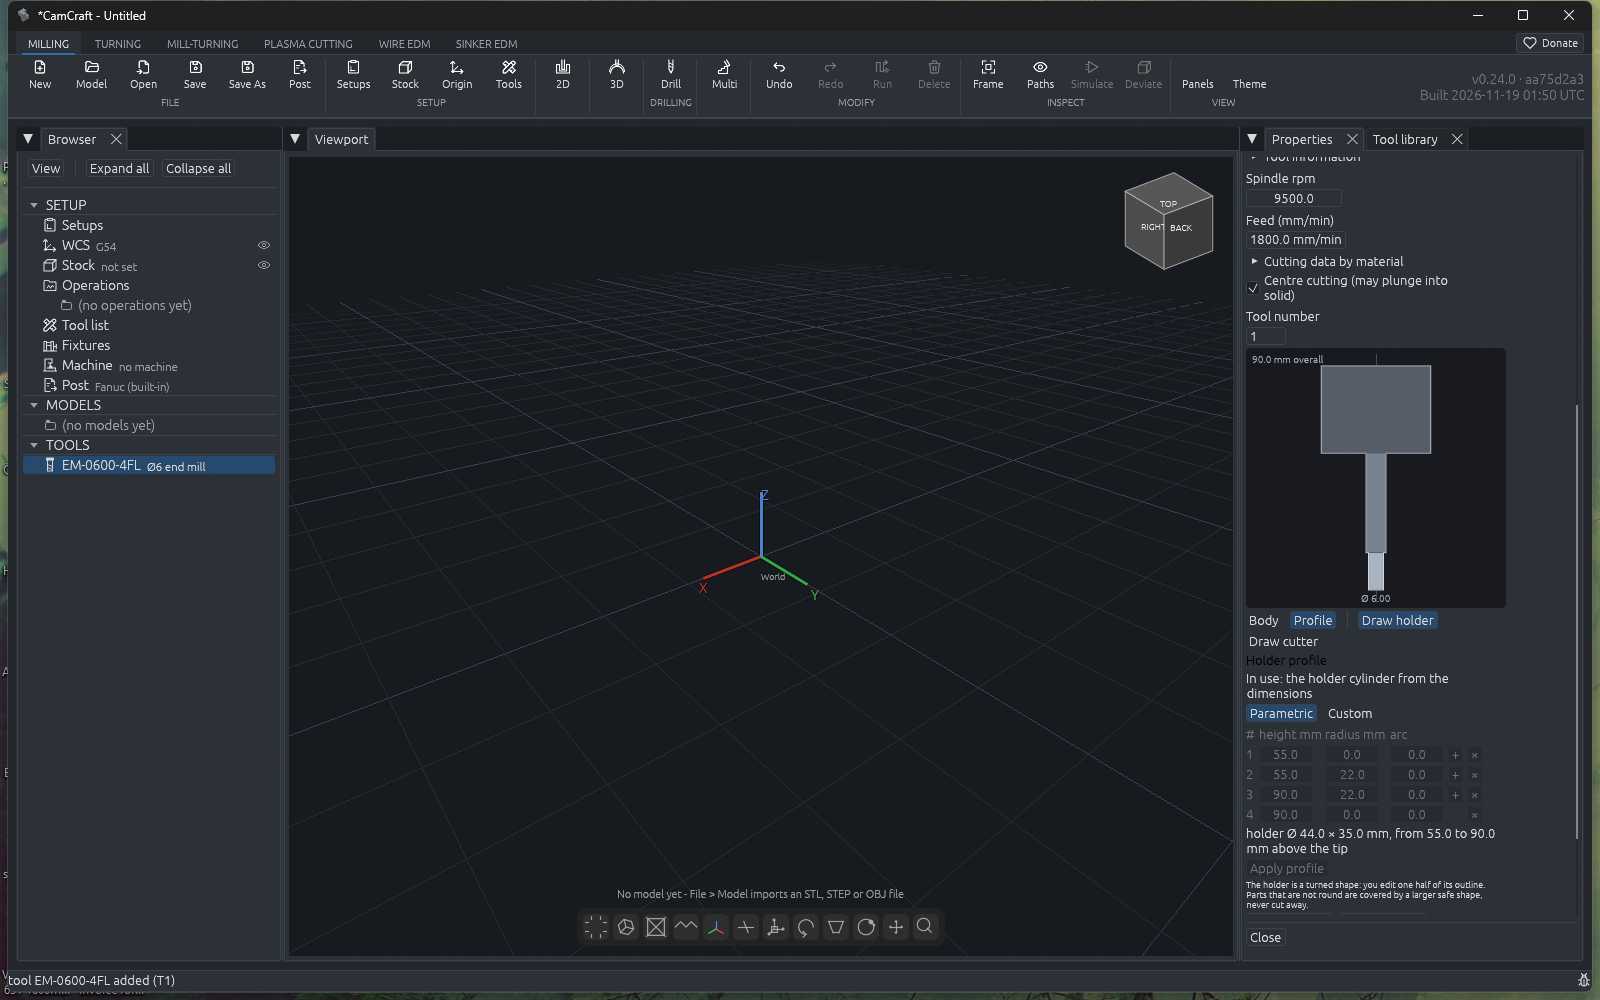 *CamCraft - Untitled
MILLING TURNING MILL-TURNING PLASMA CUTTING WIRE EDM SINKER EDM
Donate
New Model Open Save Save As Post Setups Stock Origin Tools 2D 3D Drill Multi Undo Redo Run Delete Frame Paths Simulate Deviate Panels Theme
FILE SETUP DRILLING MODIFY INSPECT VIEW
v0.24.0 · aa75d2a3
Built 2026-11-19 01:50 UTC
Browser
View Expand all Collapse all
SETUP
Setups
WCS G54
Stock not set
Operations
(no operations yet)
Tool list
Fixtures
Machine no machine
Post Fanuc (built-in)
MODELS
(no models yet)
TOOLS
EM-0600-4FL Ø6 end mill
Viewport
TOP
RIGHT BACK
Z
World
X
Y
No model yet - File > Model imports an STL, STEP or OBJ file
Properties Tool library
Tool information
Spindle rpm
9500.0
Feed (mm/min)
1800.0 mm/min
Cutting data by material
Centre cutting (may plunge into
solid)
Tool number
1
90.0 mm overall
Ø 6.00
Body Profile Draw holder
Draw cutter
Holder profile
In use: the holder cylinder from the
dimensions
Parametric Custom
# height mm radius mm arc
1 55.0 0.0 0.0 + ×
2 55.0 22.0 0.0 + ×
3 90.0 22.0 0.0 + ×
4 90.0 0.0 0.0 ×
holder Ø 44.0 × 35.0 mm, from 55.0 to 90.0
mm above the tip
Apply profile
The holder is a turned shape: you edit one half of its outline.
Parts that are not round are covered by a larger safe shape,
never cut away.
Close
tool EM-0600-4FL added (T1)